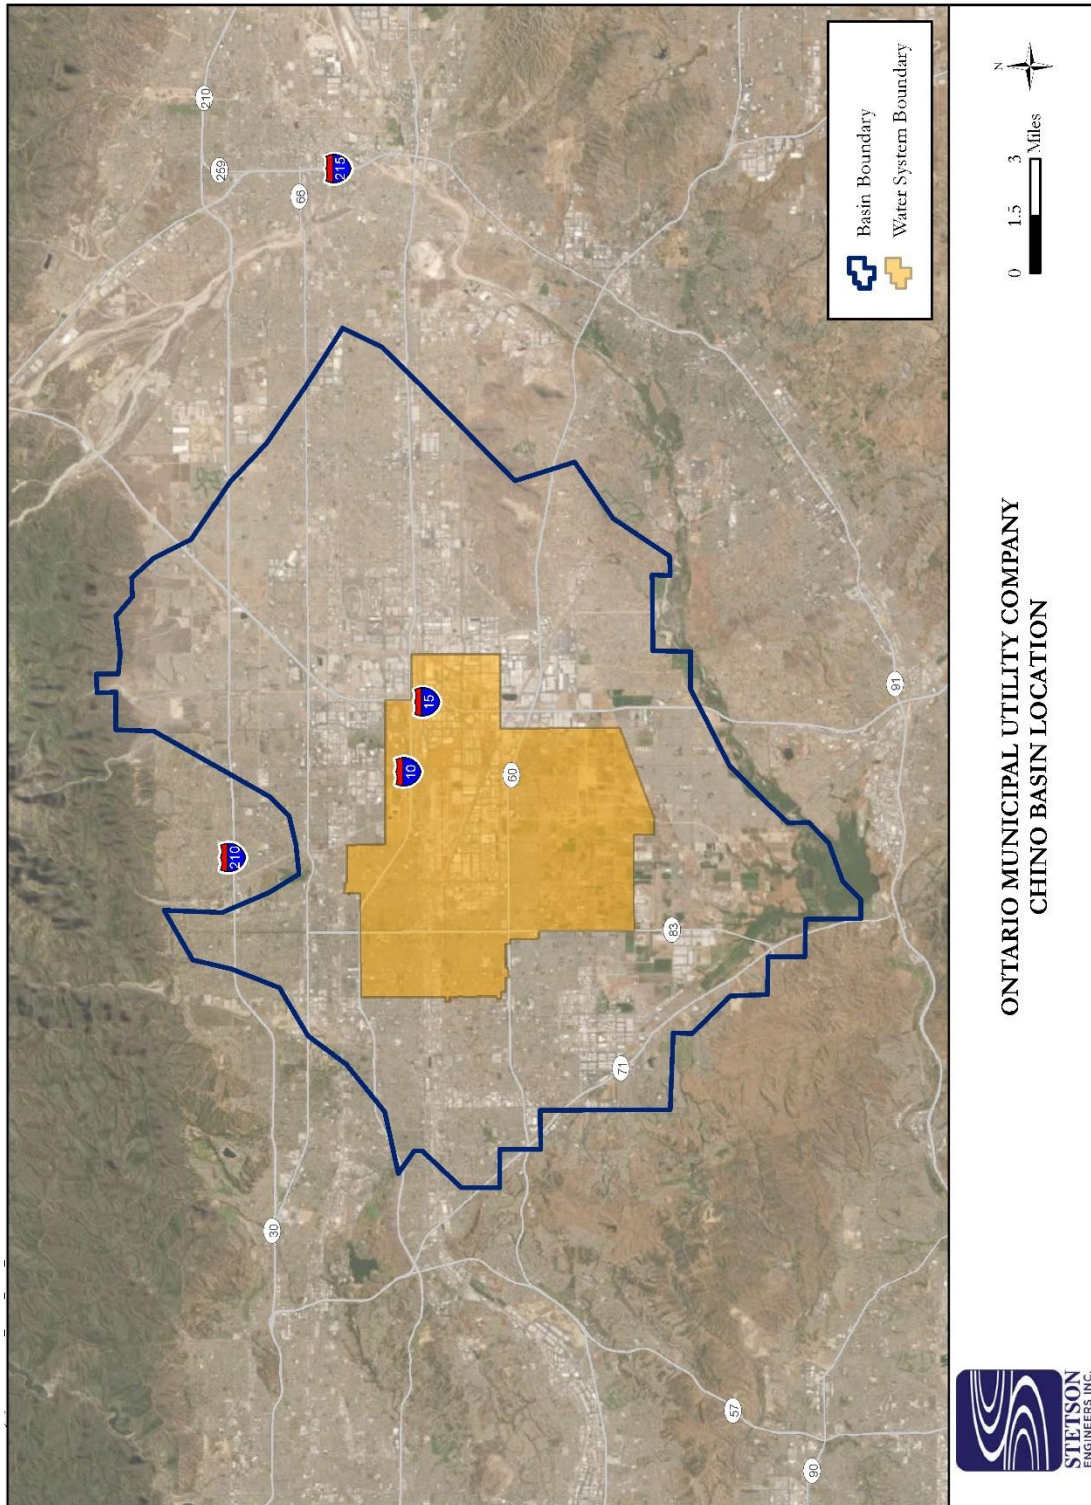 210
259
210
30
66
215
10
15
60
71
83
57
90
91
Basin Boundary
Water System Boundary
N
0 1.5 3
Miles
ONTARIO MUNICIPAL UTILITY COMPANY
CHINO BASIN LOCATION
STETSON
ENGINEERS INC.